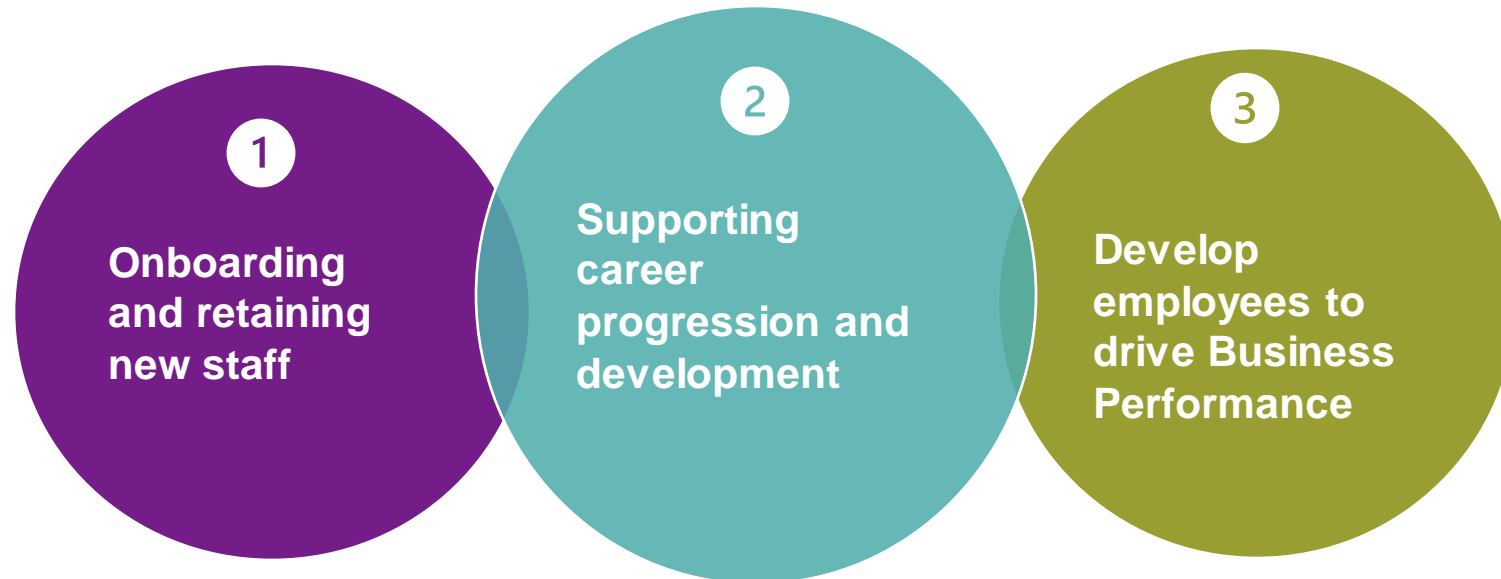 1
Onboarding
and retaining
new staff
2
Supporting
career
progression and
development
3
Develop
employees to
drive Business
Performance